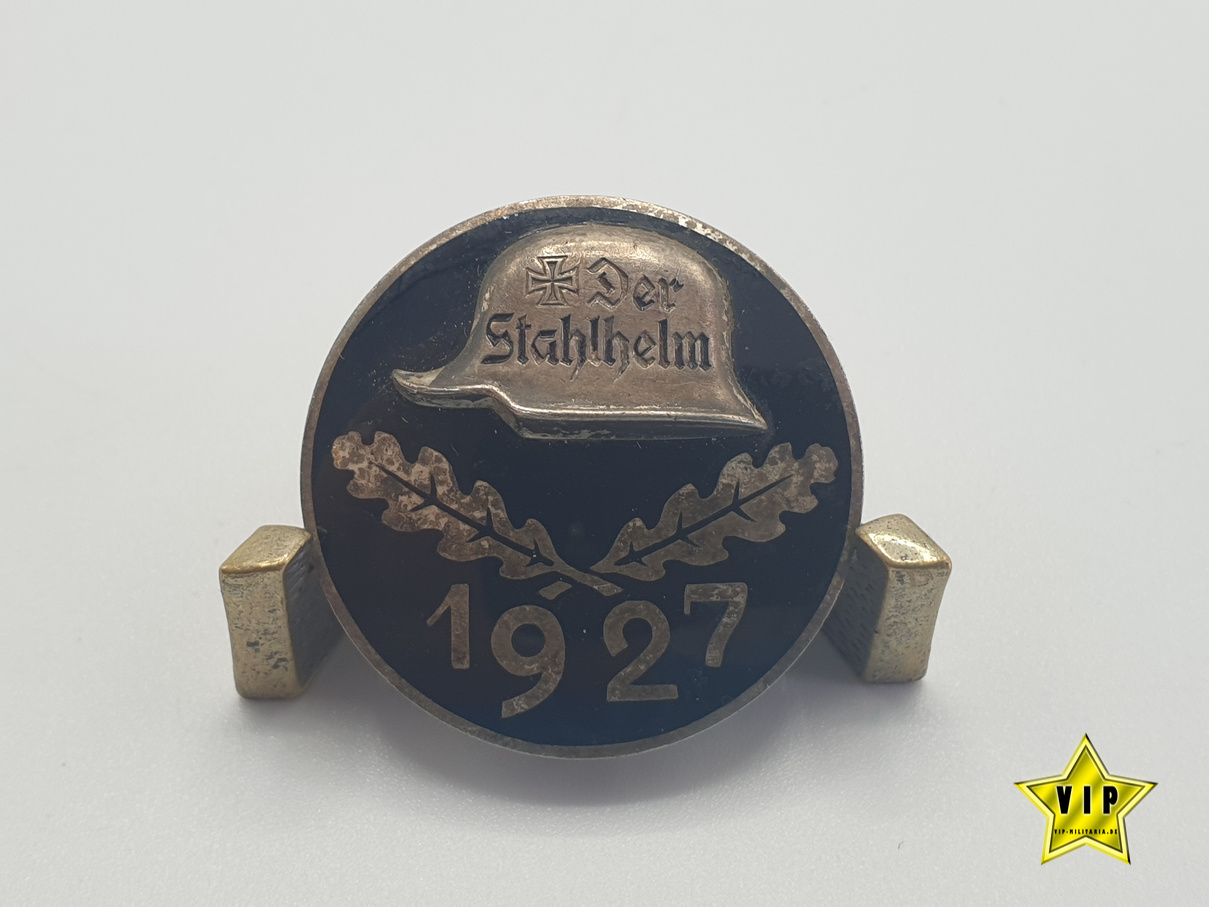 Der
Stahlhelm
1927
VIP
VIP-MILITARIA.DE